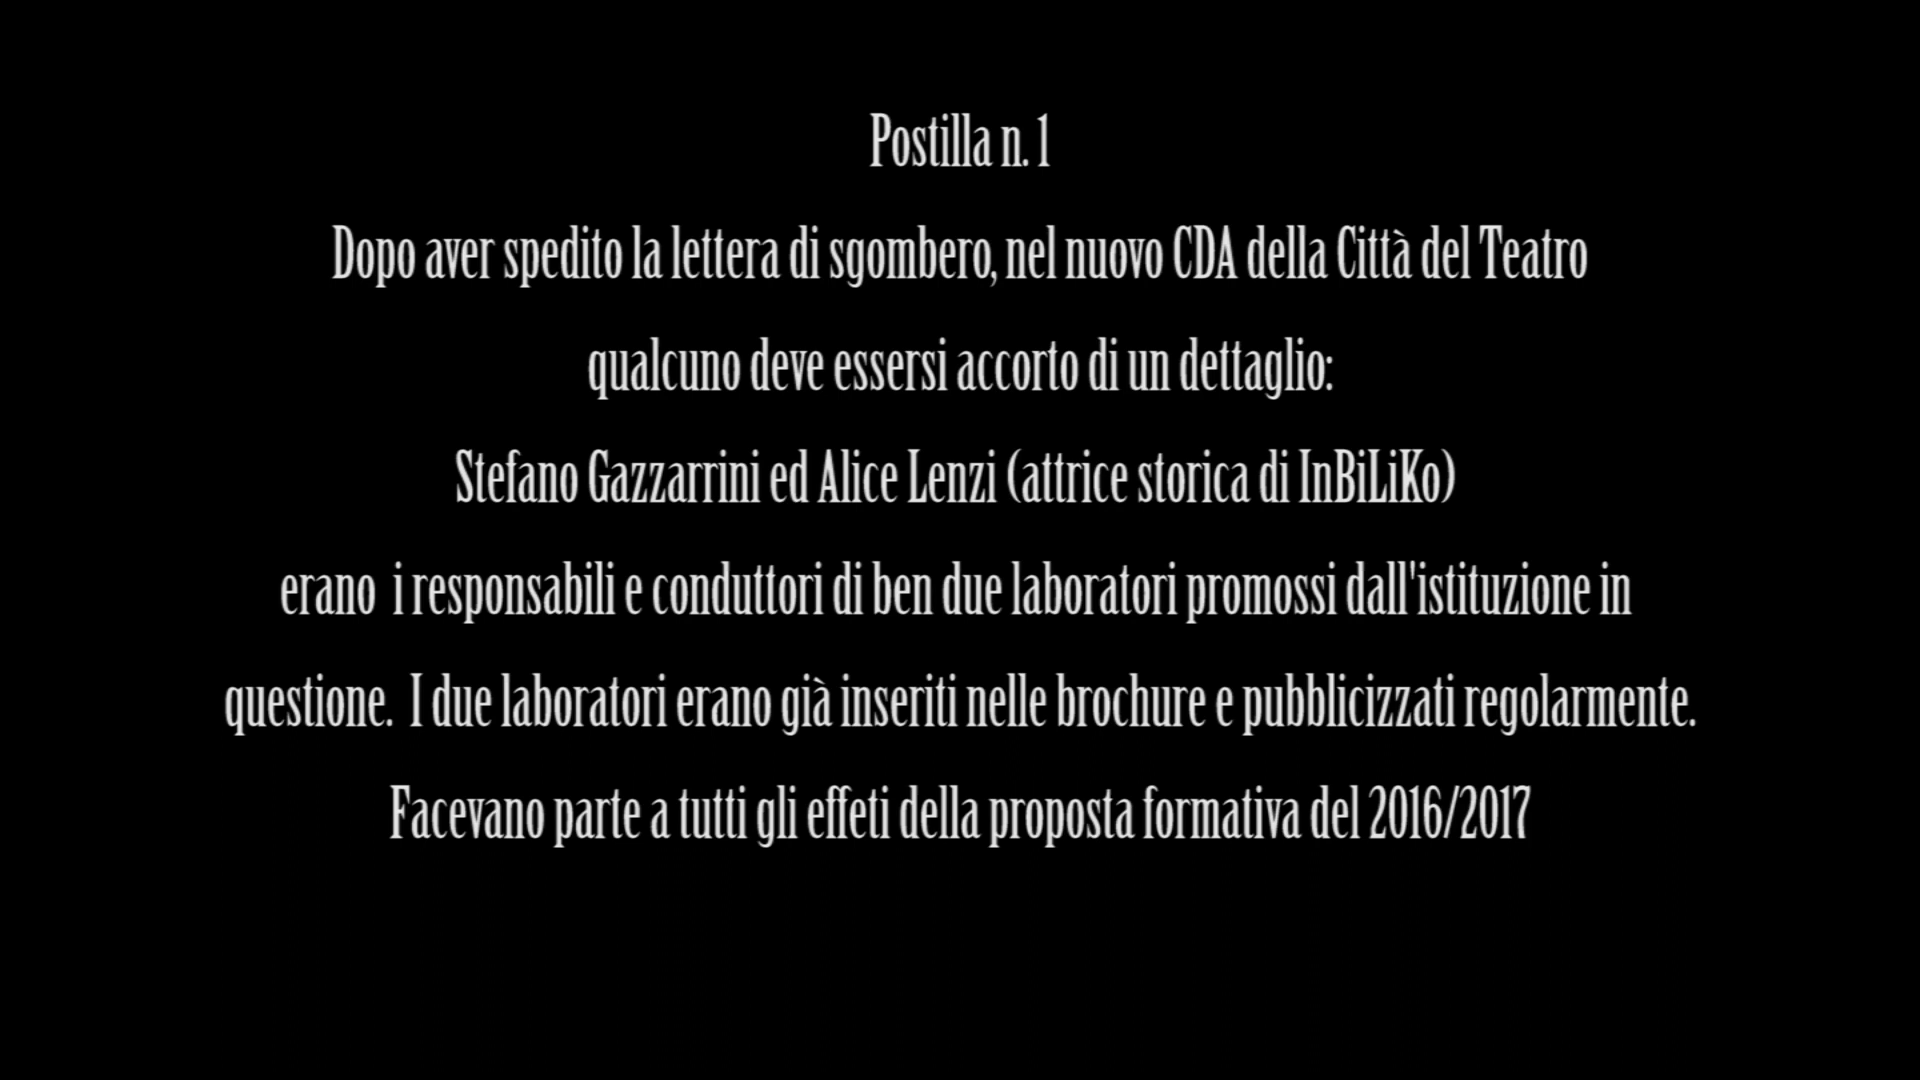 Postilla n. 1
Dopo aver spedito la lettera di sgombero, nel nuovo CDA della Città del Teatro
qualcuno deve essersi accorto di un dettaglio:
Stefano Gazzarrini ed Alice Lenzi (attrice storica di InBiLiKo)
erano  i responsabili e conduttori di ben due laboratori promossi dall'istituzione in
questione.  I due laboratori erano già inseriti nelle brochure e pubblicizzati regolarmente.
Facevano parte a tutti gli effeti della proposta formativa del 2016/2017